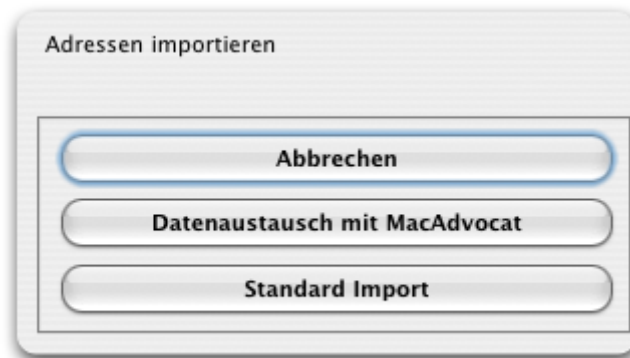 Adressen importieren
Abbrechen
Datenaustausch mit MacAdvocat
Standard Import